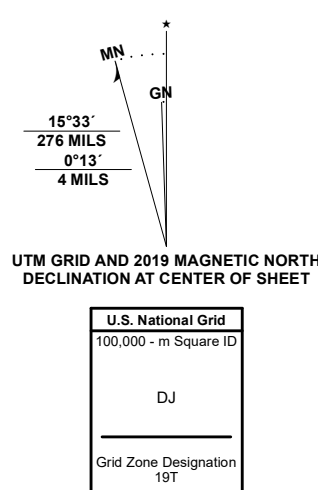 ★
MN
GN
15°33´
276 MILS
0°13´
4 MILS
UTM GRID AND 2019 MAGNETIC NORTH
DECLINATION AT CENTER OF SHEET
U.S. National Grid
100,000 - m Square ID
DJ
Grid Zone Designation
19T